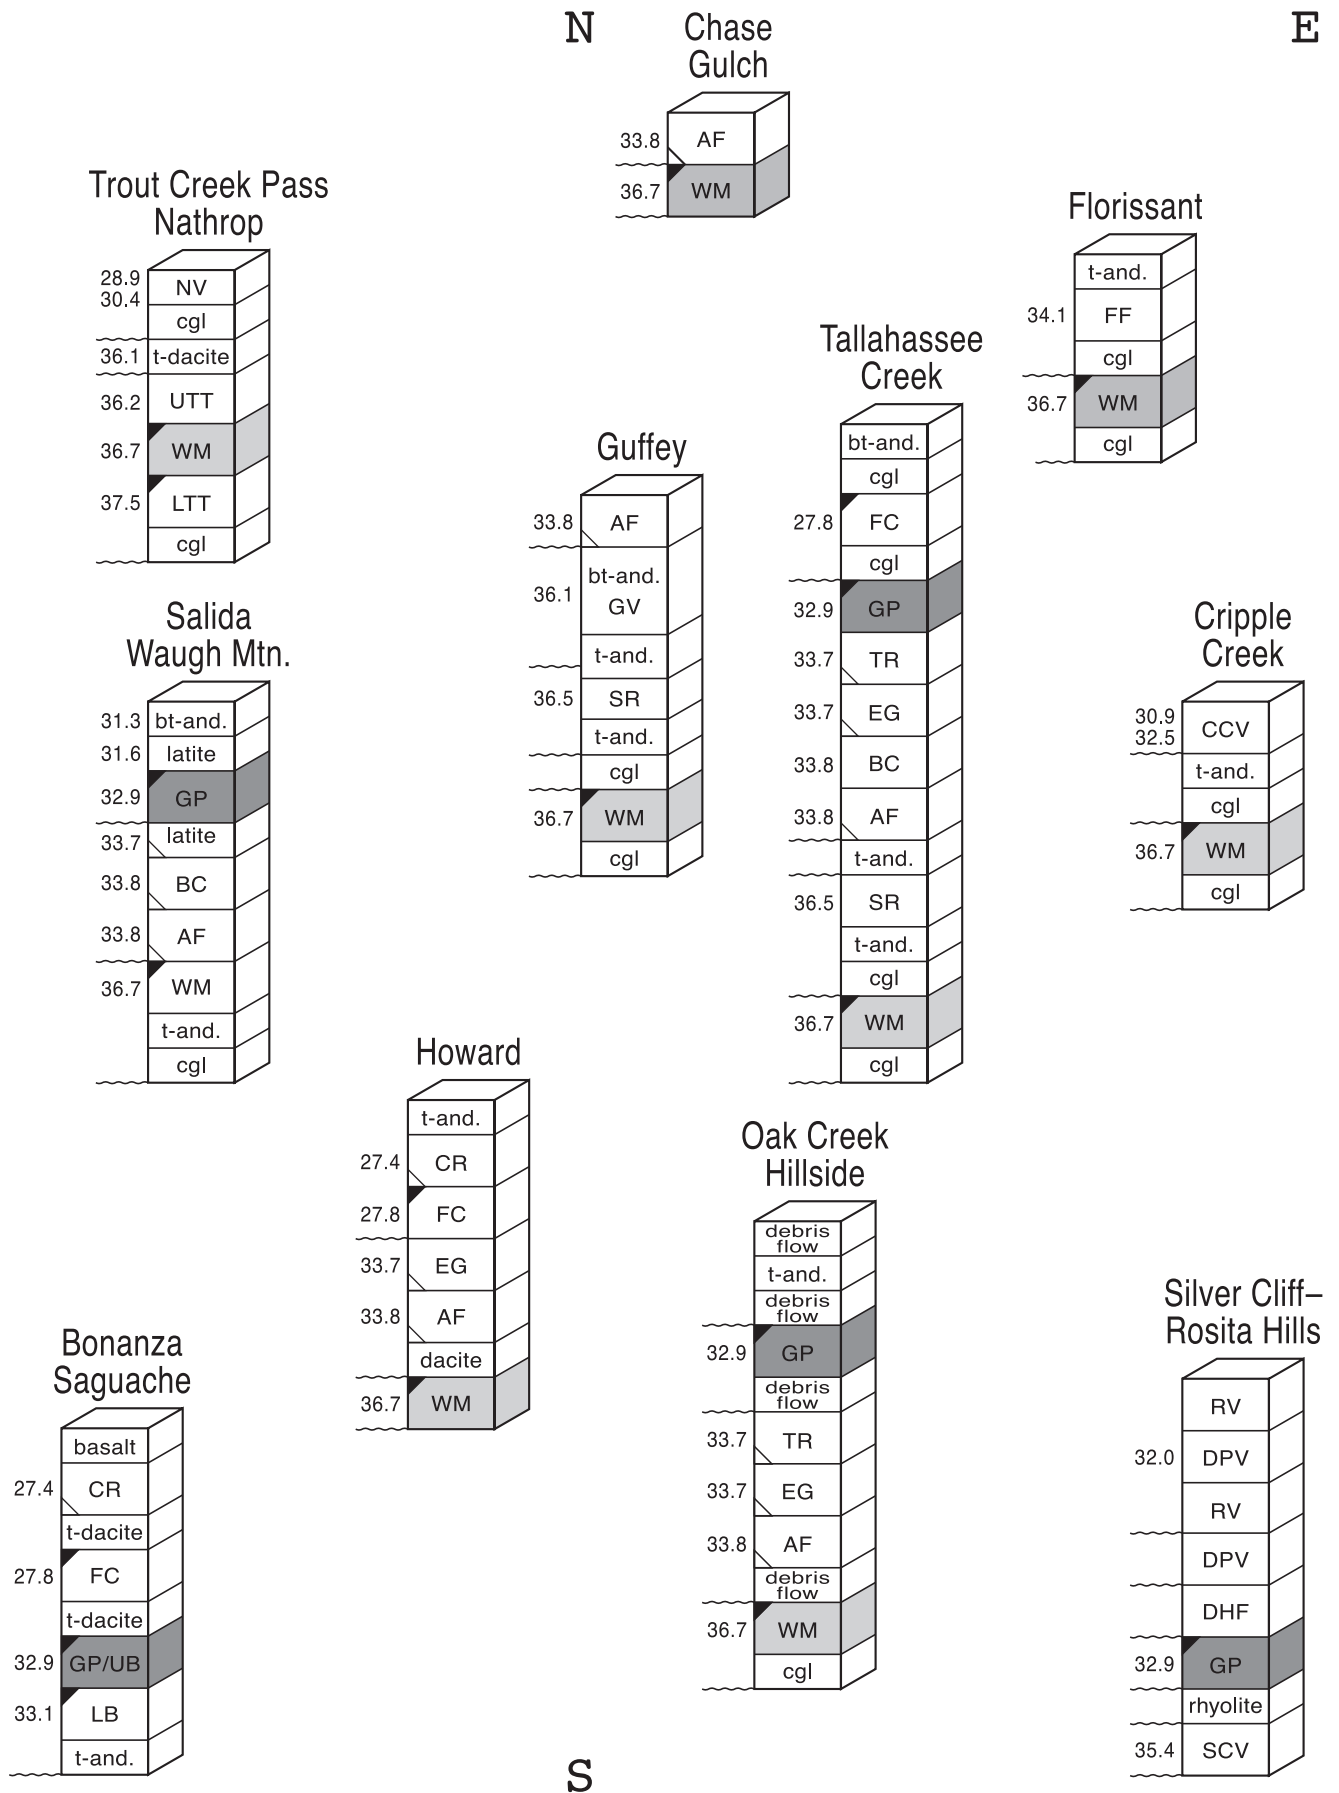 N
E
Chase
Gulch
33.8 AF
36.7 WM
Trout Creek Pass
Nathrop
28.9
30.4
NV
cgl
36.1 t-dacite
36.2 UTT
36.7 WM
37.5 LTT
cgl
Florissant
t-and.
34.1 FF
cgl
36.7 WM
cgl
Tallahassee
Creek
bt-and.
cgl
27.8 FC
cgl
32.9 GP
33.7 TR
33.7 EG
33.8 BC
33.8 AF
t-and.
36.5 SR
t-and.
cgl
36.7 WM
cgl
Guffey
33.8 AF
bt-and.
36.1 GV
t-and.
36.5 SR
t-and.
cgl
36.7 WM
cgl
Salida
Waugh Mtn.
31.3 bt-and.
31.6 latite
32.9 GP
33.7 latite
33.8 BC
33.8 AF
36.7 WM
t-and.
cgl
Cripple
Creek
30.9
32.5
CCV
t-and.
cgl
36.7 WM
cgl
Howard
t-and.
27.4 CR
27.8 FC
33.7 EG
33.8 AF
dacite
36.7 WM
Oak Creek
Hillside
debris
flow
t-and.
debris
flow
32.9 GP
debris
flow
33.7 TR
33.7 EG
33.8 AF
debris
flow
36.7 WM
cgl
Bonanza
Saguache
basalt
27.4 CR
t-dacite
27.8 FC
t-dacite
32.9 GP/UB
33.1 LB
t-and.
Silver Cliff–
Rosita Hills
RV
32.0 DPV
RV
DPV
DHF
32.9 GP
rhyolite
35.4 SCV
S